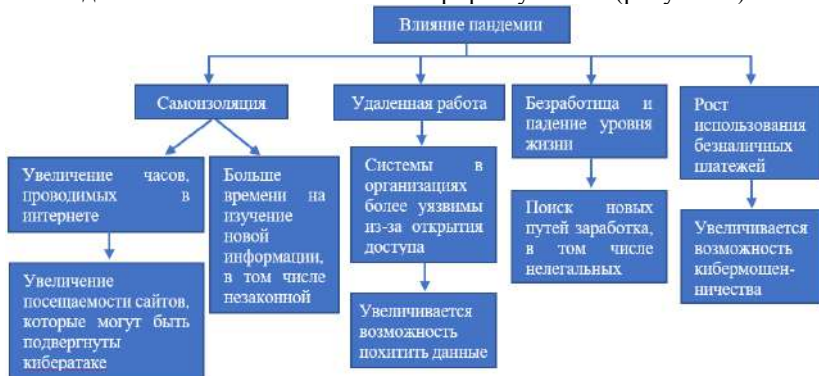 Влияние пандемии
Самоизоляция
Удаленная работа
Безработица и
падение уровня
жизни
Рост
использования
безналичных
платежей
Увеличение часов,
проводимых в
интернете
Больше
времени на
изучение
новой
информации,
в том числе
незаконной
Системы в
организациях
более уязвимы
из-за открытия
доступа
Поиск новых
путей заработка,
в том числе
нелегальных
Увеличивается
возможность
кибермошен-
ничества
Увеличение
посещаемости сайтов,
которые могут быть
подвергнуты
кибератаке
Увеличивается
возможность
похитить данные